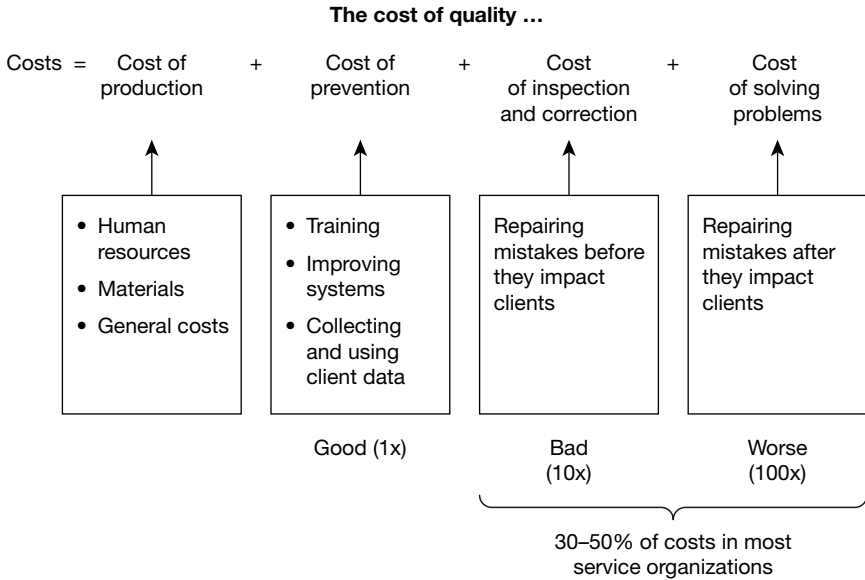 The cost of quality ...
Costs = Cost of production + Cost of prevention + Cost of inspection and correction + Cost of solving problems
• Human
resources
• Materials
• General costs
• Training
• Improving
systems
• Collecting
and using
client data
Repairing
mistakes before
they impact
clients
Repairing
mistakes after
they impact
clients
Good (1x)
Bad
(10x)
Worse
(100x)
30–50% of costs in most
service organizations